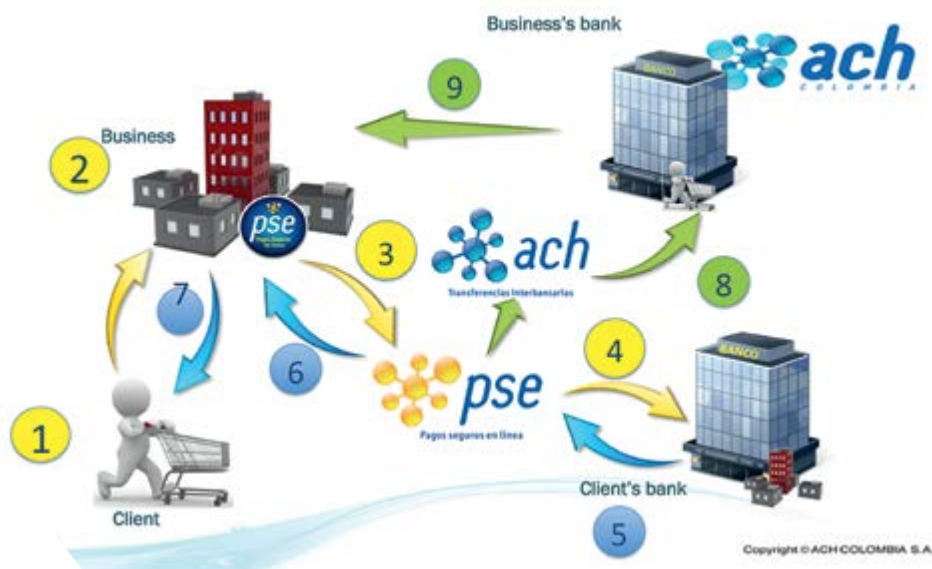 Business's bank
BANCO
ach
COLOMBIA
9
Business
2
pse
3
ach
Transferencias Interbancarias
8
7
6
4
BANCO
pse
Pagos seguros en línea
1
Client
Client's bank
5
Copyright © ACH COLOMBIA S.A